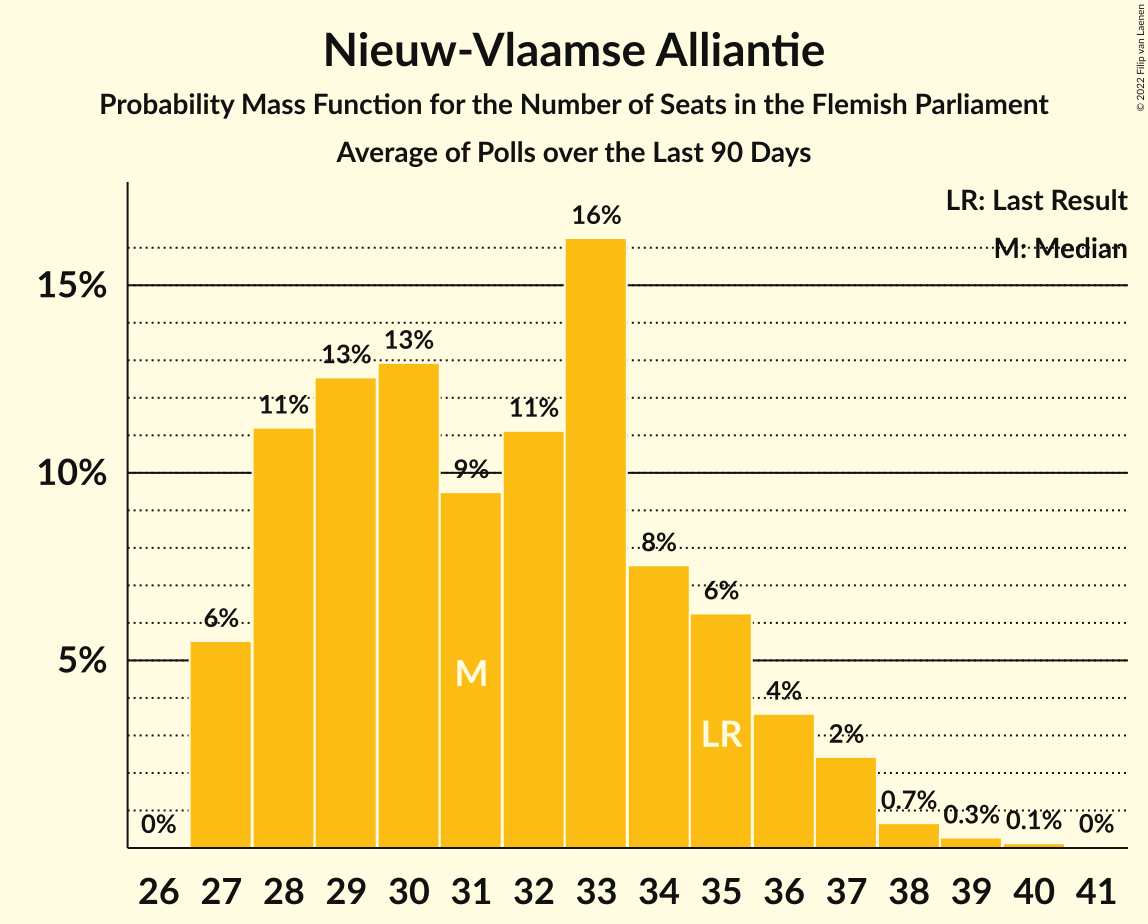 Nieuw-Vlaamse Alliantie
Probability Mass Function for the Number of Seats in the Flemish Parliament
Average of Polls over the Last 90 Days
© 2022 Filip van Laenen
LR: Last Result
M: Median
16%
15%
13%
13%
11%
11%
10%
9%
8%
6%
6%
5%
M
4%
LR
2%
0.7%
0.3%
0.1%
0%
0%
26 27 28 29 30 31 32 33 34 35 36 37 38 39 40 41